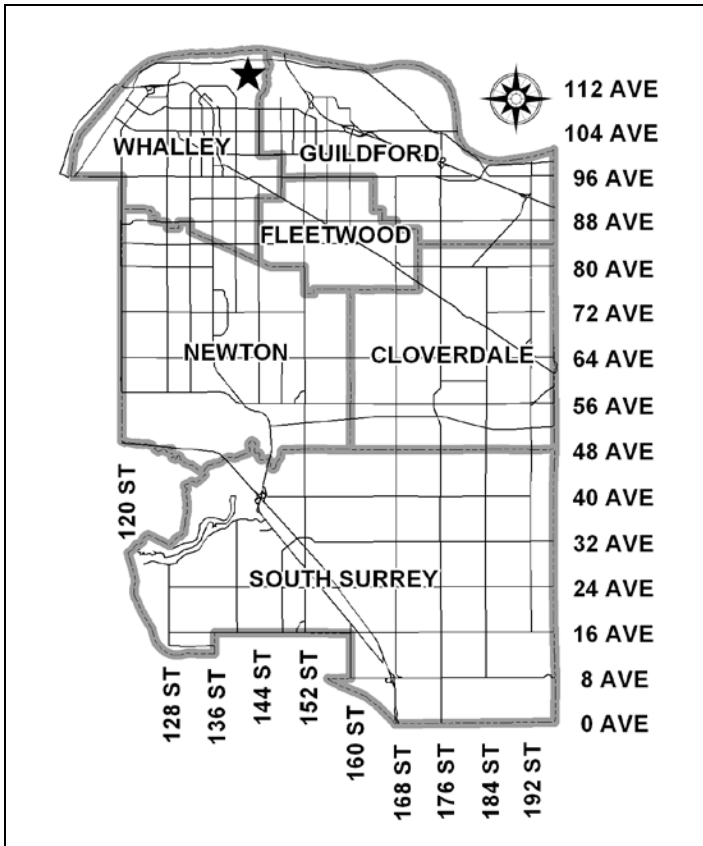 112 AVE
104 AVE
WHALLEY
GUILDFORD
96 AVE
88 AVE
FLEETWOOD
80 AVE
72 AVE
NEWTON
CLOVERDALE
64 AVE
56 AVE
48 AVE
120 ST
40 AVE
32 AVE
SOUTH SURREY
24 AVE
16 AVE
8 AVE
0 AVE
128 ST
136 ST
144 ST
152 ST
160 ST
168 ST
176 ST
184 ST
192 ST